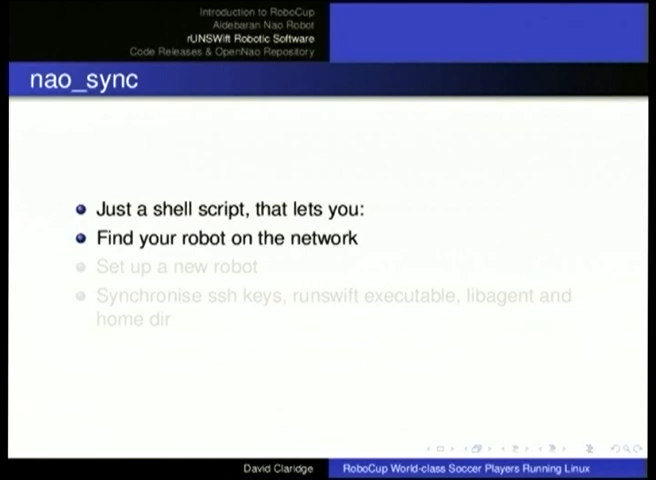 Introduction to RoboCup
Aldebaran Nao Robot
rUNSWift Robotic Software
Code Releases & OpenNao Repository
nao_sync
Just a shell script, that lets you:
Find your robot on the network
Set up a new robot
Synchronise ssh keys, runswift executable, libagent and
home dir
David Claridge
RoboCup World-class Soccer Players Running Linux